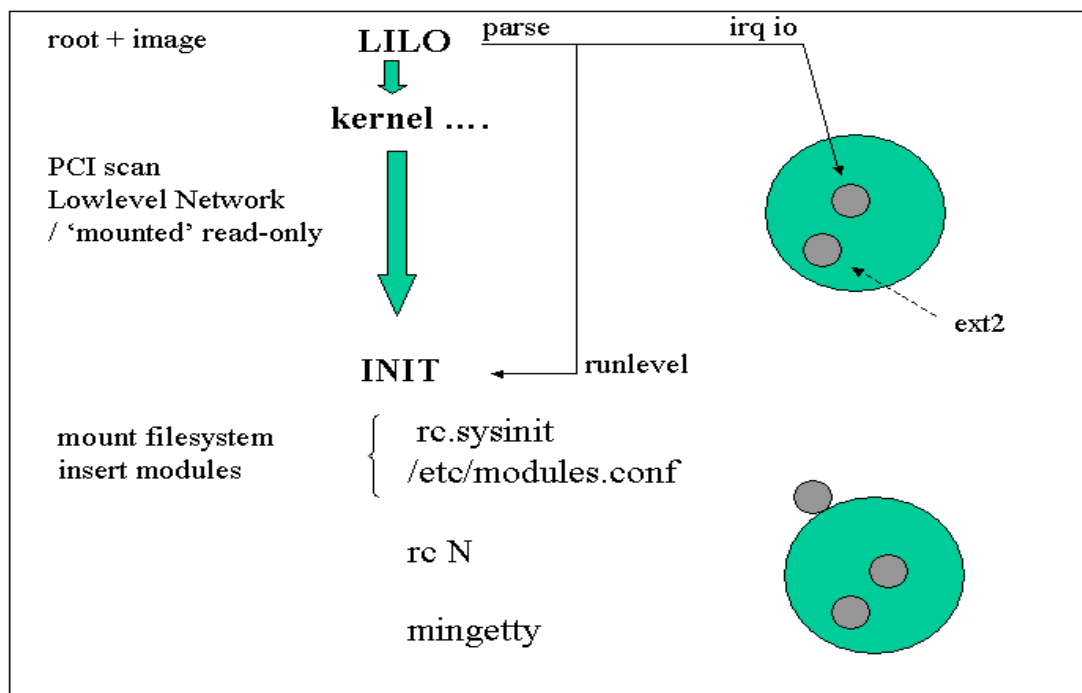 root + image
LILO
parse
irq io
kernel ....
PCI scan
Lowlevel Network
/ ‘mounted’ read-only
ext2
INIT
runlevel
mount filesystem
insert modules
rc.sysinit
/etc/modules.conf
rc N
mingetty